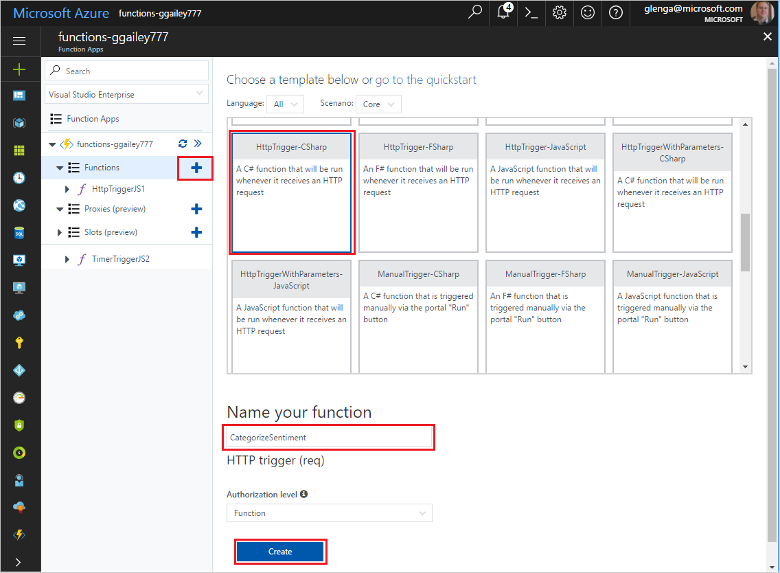 Microsoft Azure functions-ggailey777
4
glenga@microsoft.com
MICROSOFT
functions-ggailey777
Function Apps
Search
Visual Studio Enterprise
Function Apps
functions-ggailey777
Functions
HttpTriggerJS1
Proxies (preview)
Slots (preview)
TimerTriggerJS2
Choose a template below or go to the quickstart
Language: All Scenario: Core
HttpTrigger-CSharp
A C# function that will be
run whenever it receives an
HTTP request
HttpTrigger-FSharp
An F# function that will be
run whenever it receives an
HTTP request
HttpTrigger-JavaScript
A JavaScript function that will
be run whenever it receives an
HTTP request
HttpTriggerWithParameters-
CSharp
A C# function that will be run
whenever it receives an HTTP
request
HttpTriggerWithParameters-
JavaScript
A JavaScript function that will
be run whenever it receives an
HTTP request
ManualTrigger-CSharp
A C# function that is triggered
manually via the portal "Run"
button
ManualTrigger-FSharp
An F# function that is
triggered manually via the
portal "Run" button
ManualTrigger-JavaScript
A JavaScript function that is
triggered manually via the
portal "Run" button
Name your function
CategorizeSentiment
HTTP trigger (req)
Authorization level
Function
Create